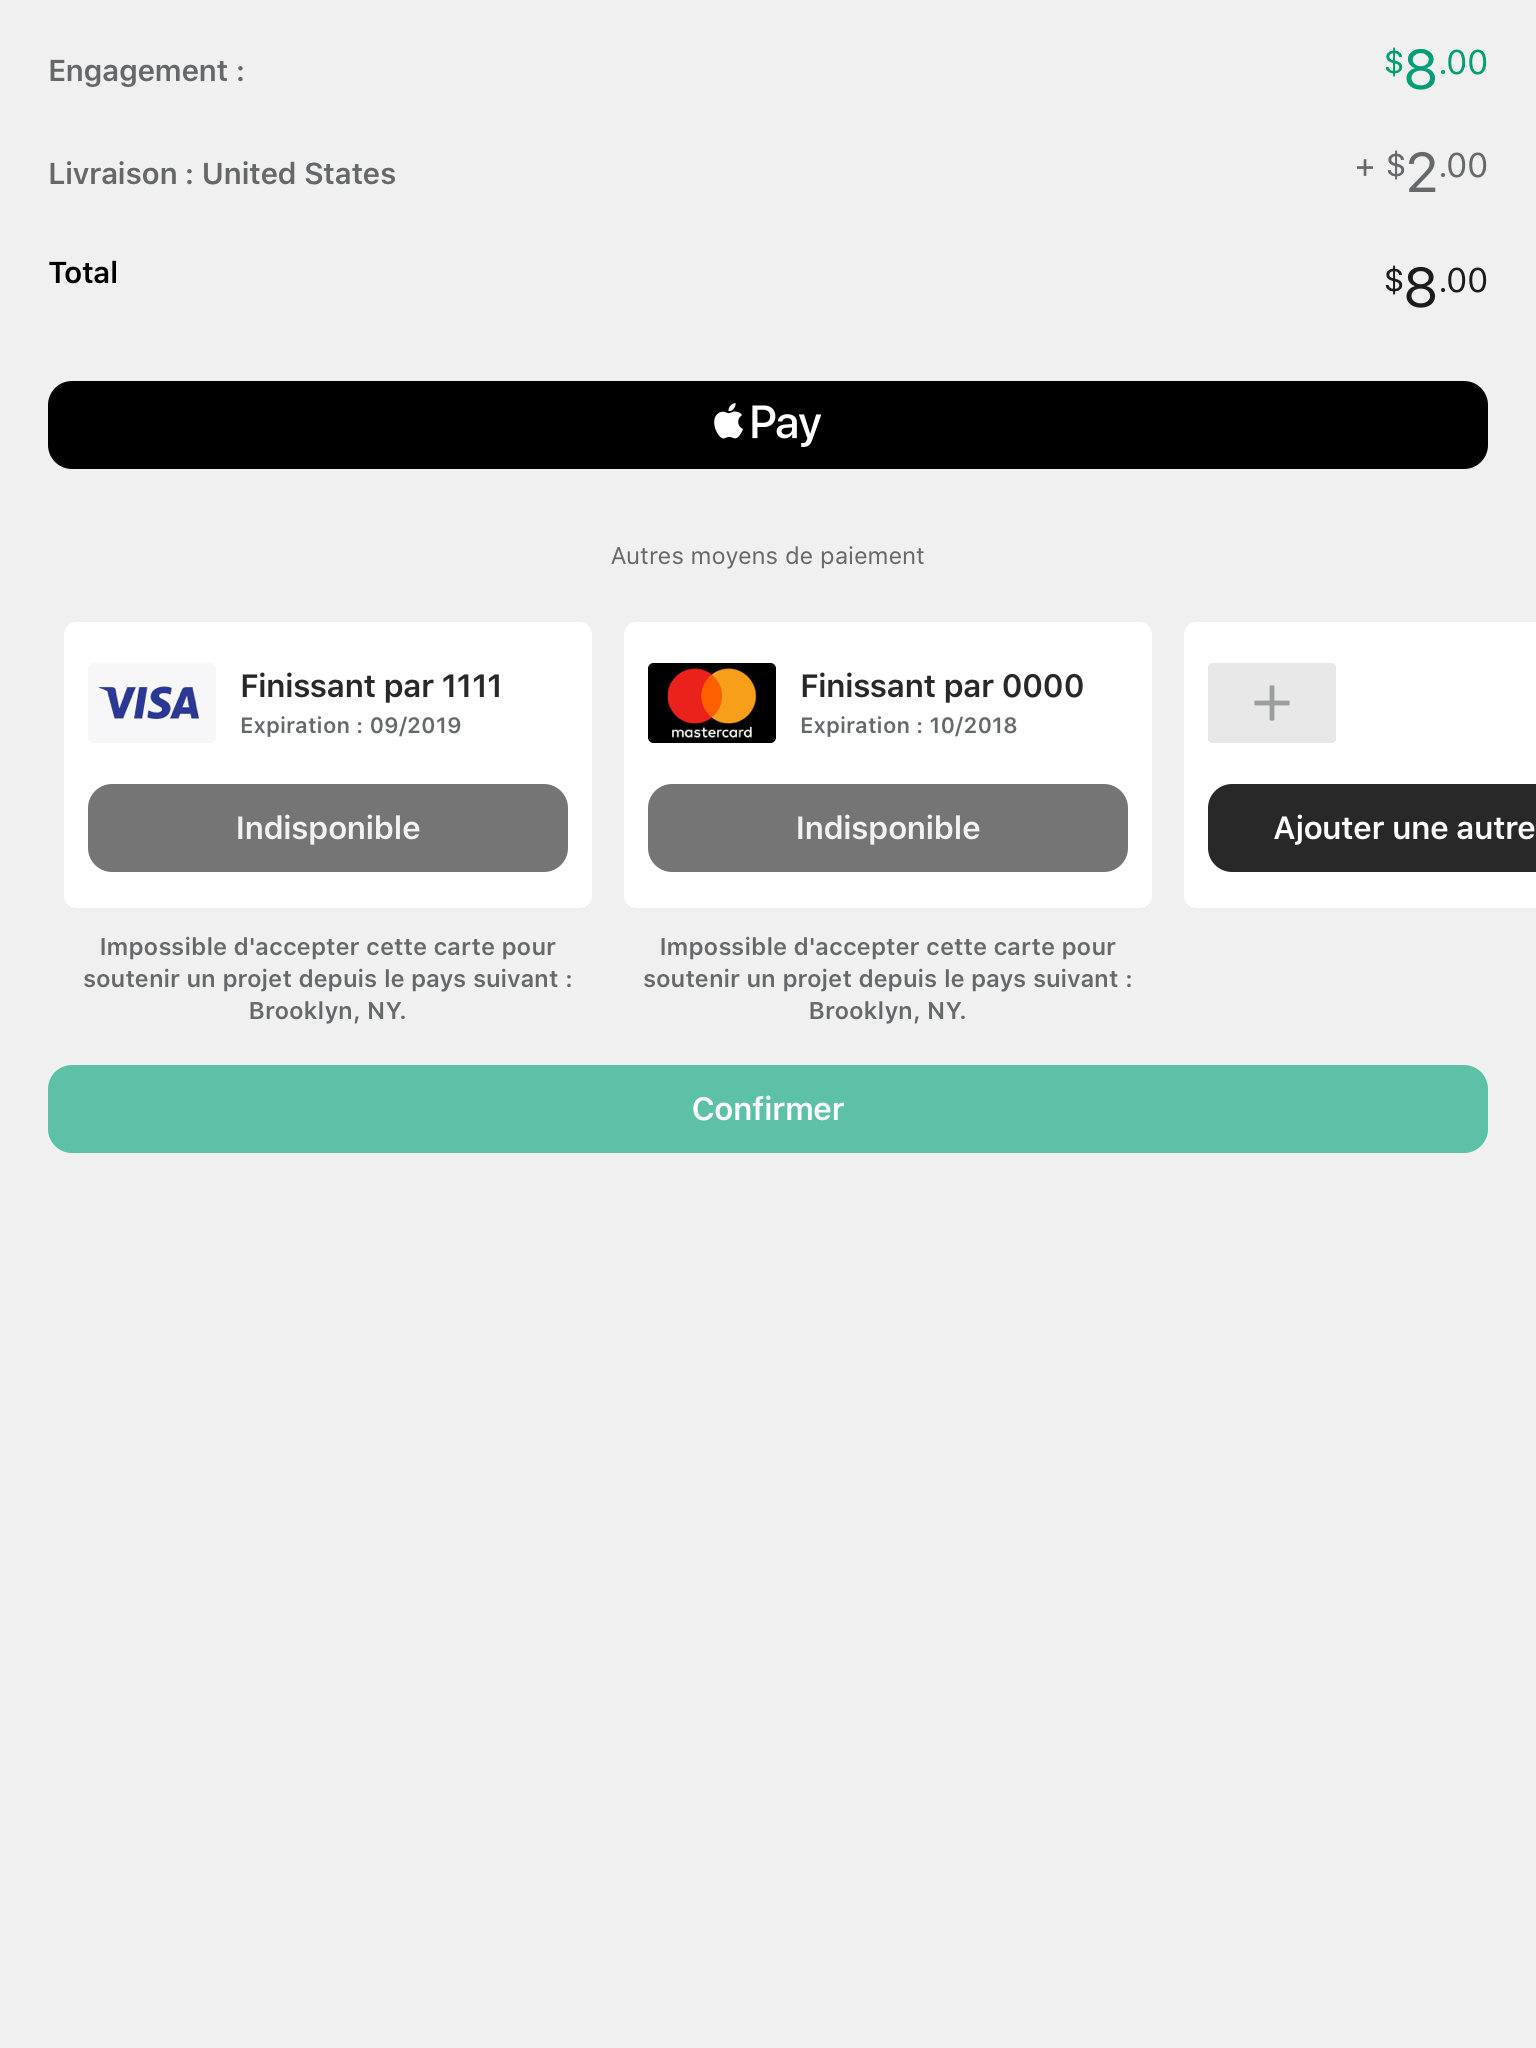 Engagement : $8.00
Livraison : United States + $2.00
Total $8.00
Pay
Autres moyens de paiement
VISA Finissant par 1111
Expiration : 09/2019
Indisponible
Impossible d'accepter cette carte pour
soutenir un projet depuis le pays suivant :
Brooklyn, NY.
mastercard Finissant par 0000
Expiration : 10/2018
Indisponible
Impossible d'accepter cette carte pour
soutenir un projet depuis le pays suivant :
Brooklyn, NY.
Ajouter une autre
Confirmer